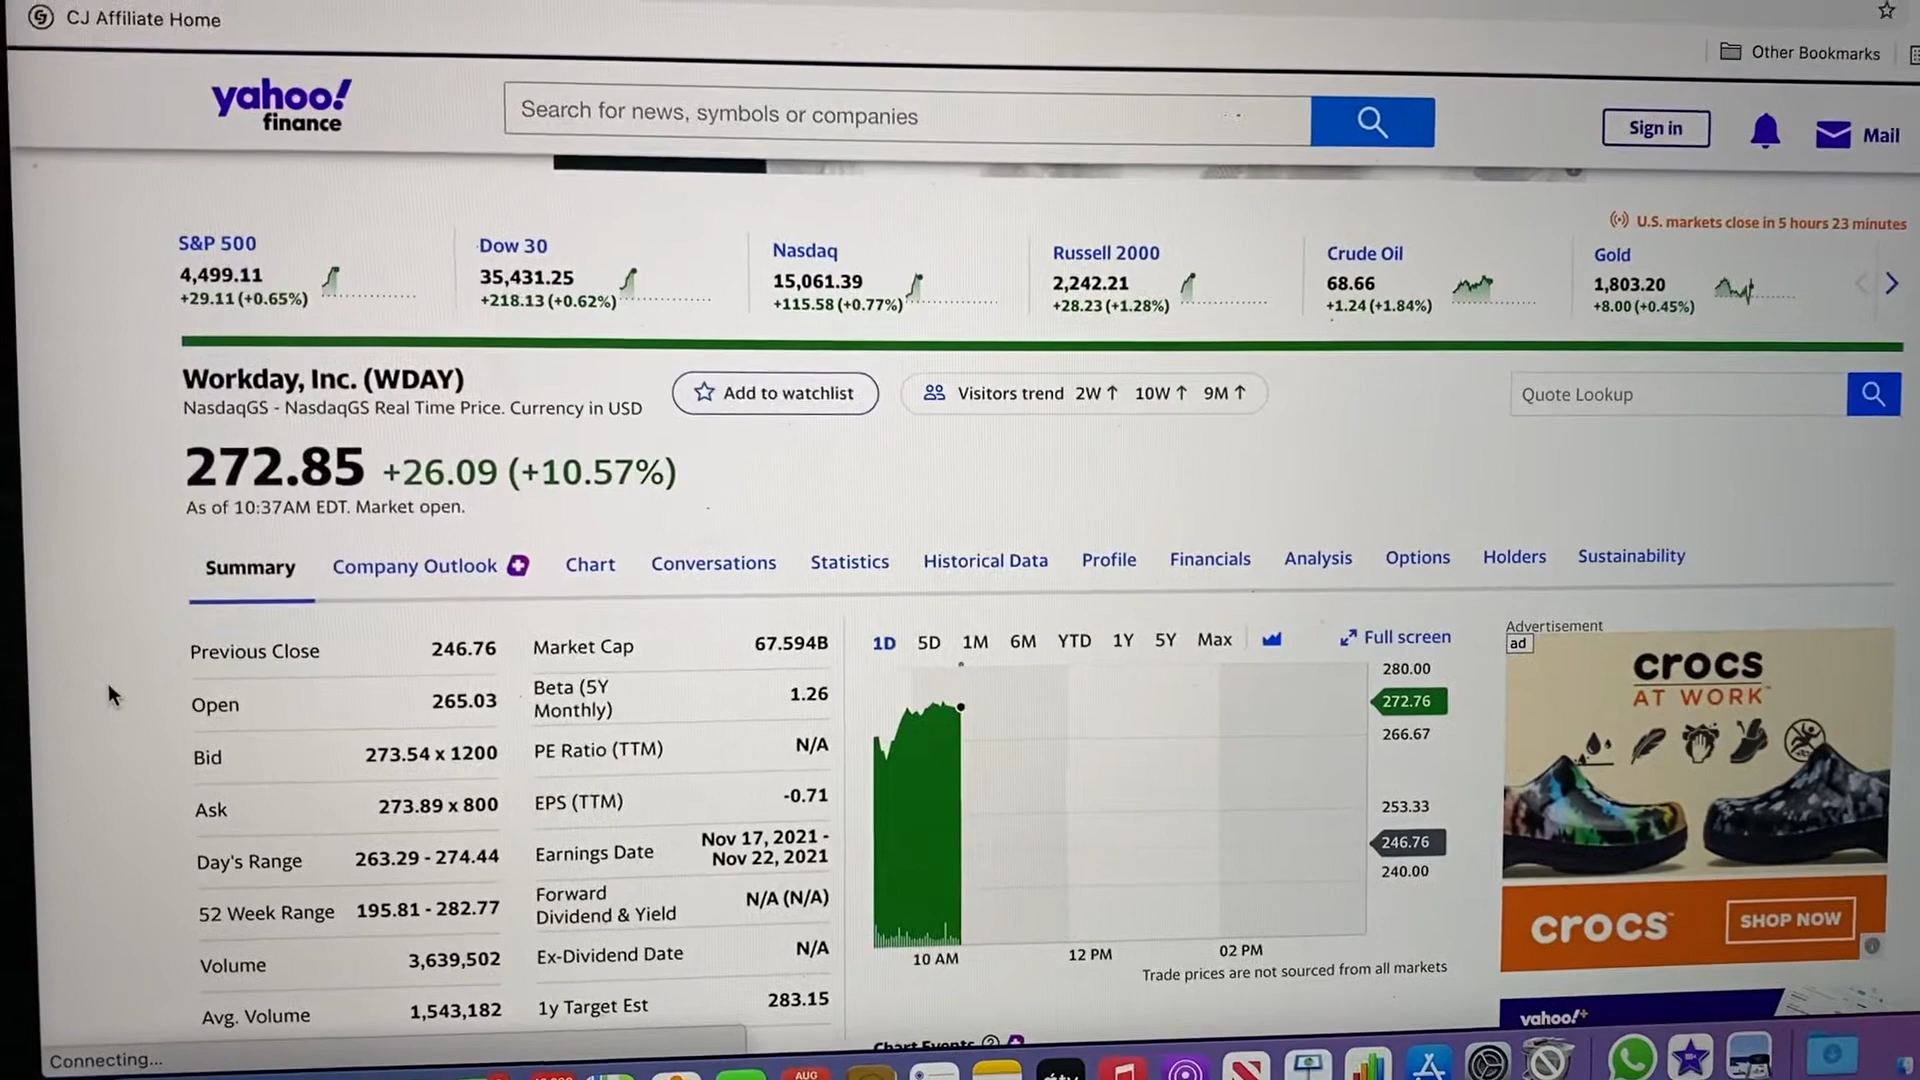 CJ Affiliate Home
Other Bookmarks
yahoo!
finance
Search for news, symbols or companies
Sign in
Mail
U.S. markets close in 5 hours 23 minutes
S&P 500
4,499.11
+29.11 (+0.65%)
Dow 30
35,431.25
+218.13 (+0.62%)
Nasdaq
15,061.39
+115.58 (+0.77%)
Russell 2000
2,242.21
+28.23 (+1.28%)
Crude Oil
68.66
+1.24 (+1.84%)
Gold
1,803.20
+8.00 (+0.45%)
Workday, Inc. (WDAY)
NasdaqGS - NasdaqGS Real Time Price. Currency in USD
Add to watchlist
Visitors trend 2W ↑ 10W ↑ 9M ↑
Quote Lookup
272.85 +26.09 (+10.57%)
As of 10:37AM EDT. Market open.
Summary Company Outlook Chart Conversations Statistics Historical Data Profile Financials Analysis Options Holders Sustainability
Previous Close 246.76
Open 265.03
Bid 273.54 x 1200
Ask 273.89 x 800
Day's Range 263.29 - 274.44
52 Week Range 195.81 - 282.77
Volume 3,639,502
Avg. Volume 1,543,182
Market Cap 67.594B
Beta (5Y
Monthly) 1.26
PE Ratio (TTM) N/A
EPS (TTM) -0.71
Earnings Date Nov 17, 2021 -
Nov 22, 2021
Forward
Dividend & Yield N/A (N/A)
Ex-Dividend Date N/A
1y Target Est 283.15
1D 5D 1M 6M YTD 1Y 5Y Max
Full screen
280.00
272.76
266.67
253.33
246.76
240.00
10 AM 12 PM 02 PM
Trade prices are not sourced from all markets
Chart Events
Advertisement
ad
crocs
AT WORK™
crocs™
SHOP NOW
yahoo!+
Connecting...
AUG